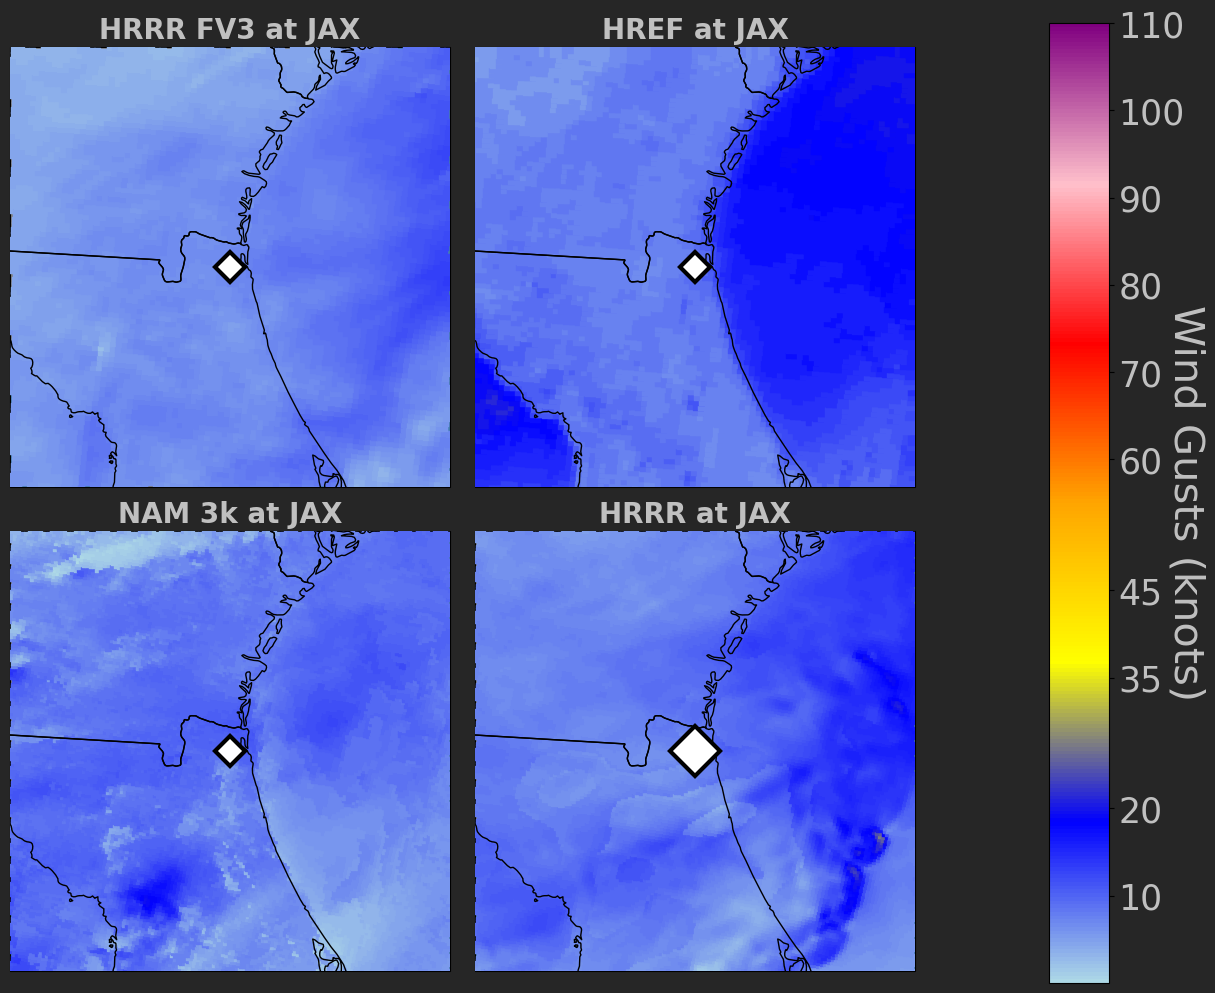 HRRR FV3 at JAX
HREF at JAX
NAM 3k at JAX
HRRR at JAX
110
100
90
80
70
60
45
35
20
10
Wind Gusts (knots)